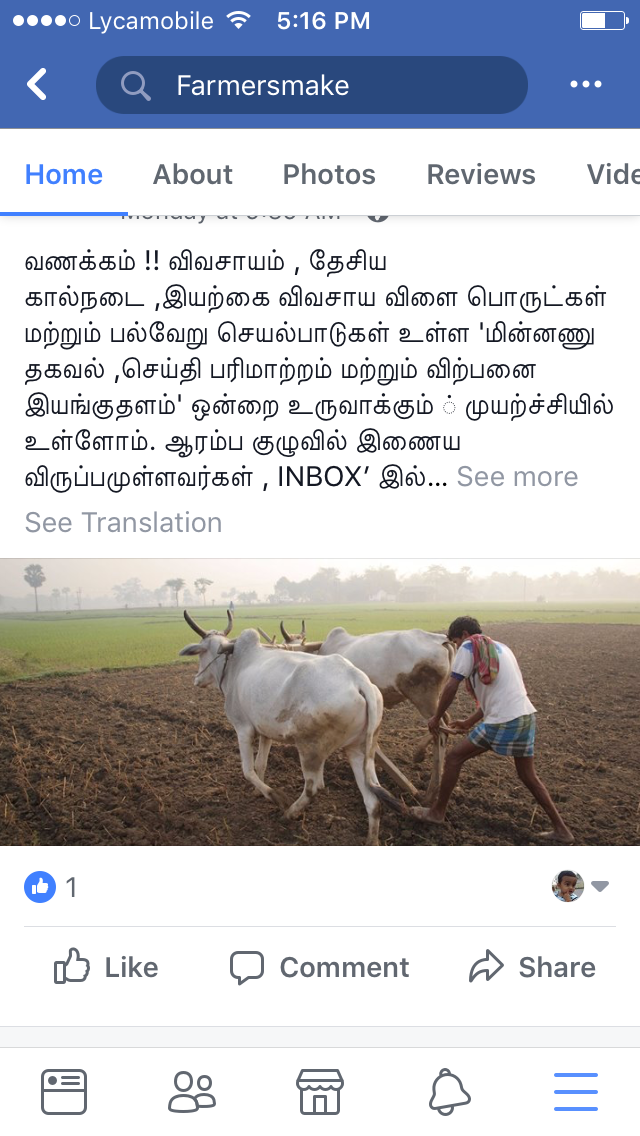 Lycamobile 5:16 PM
Farmersmake
Home About Photos Reviews
வணக்கம் !! விவசாயம் , தேசிய
கால்நடை ,இயற்கை விவசாய விளை பொருட்கள்
மற்றும் பல்வேறு செயல்பாடுகள் உள்ள 'மின்னணு
தகவல் ,செய்தி பரிமாற்றம் மற்றும் விற்பனை
இயங்குதளம்' ஒன்றை உருவாக்கும் ் முயற்ச்சியில்
உள்ளோம். ஆரம்ப குழுவில் இணைய
விருப்பமுள்ளவர்கள் , INBOX’ இல்... See more
See Translation
1
Like Comment Share